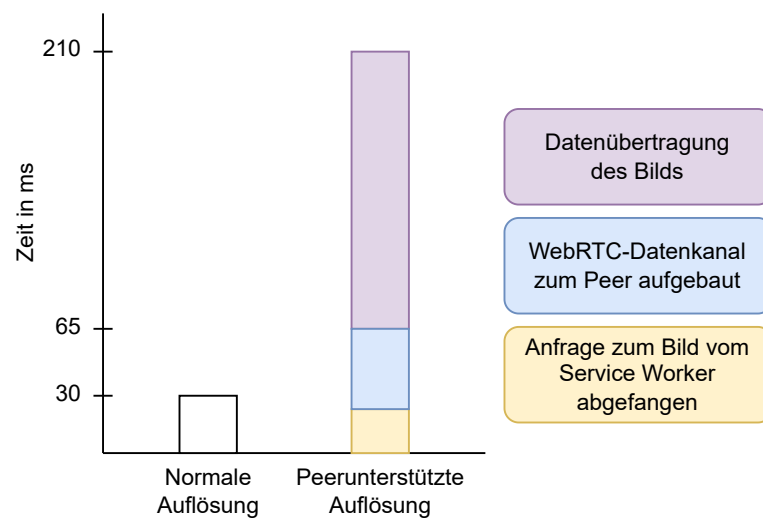 210
65
30
Zeit in ms
Normale
Auflösung
Peerunterstützte
Auflösung
Datenübertragung
des Bilds
WebRTC-Datenkanal
zum Peer aufgebaut
Anfrage zum Bild vom
Service Worker
abgefangen